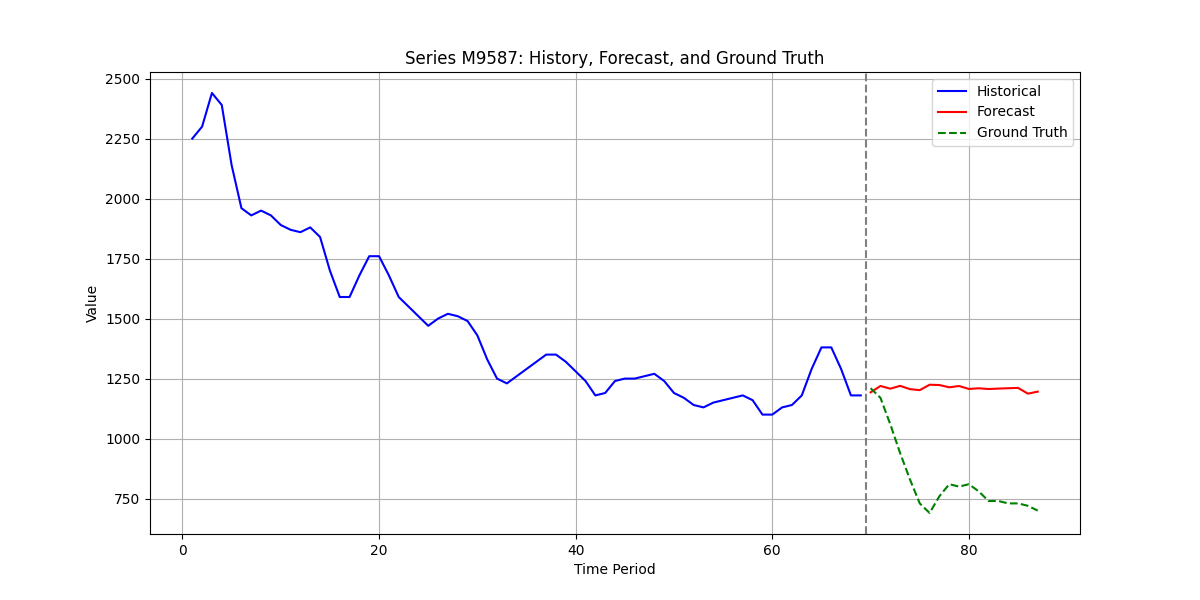 Series M9587: History, Forecast, and Ground Truth
Historical
Forecast
Ground Truth
2500
2250
2000
1750
1500
1250
1000
750
Value
0 20 40 60 80
Time Period